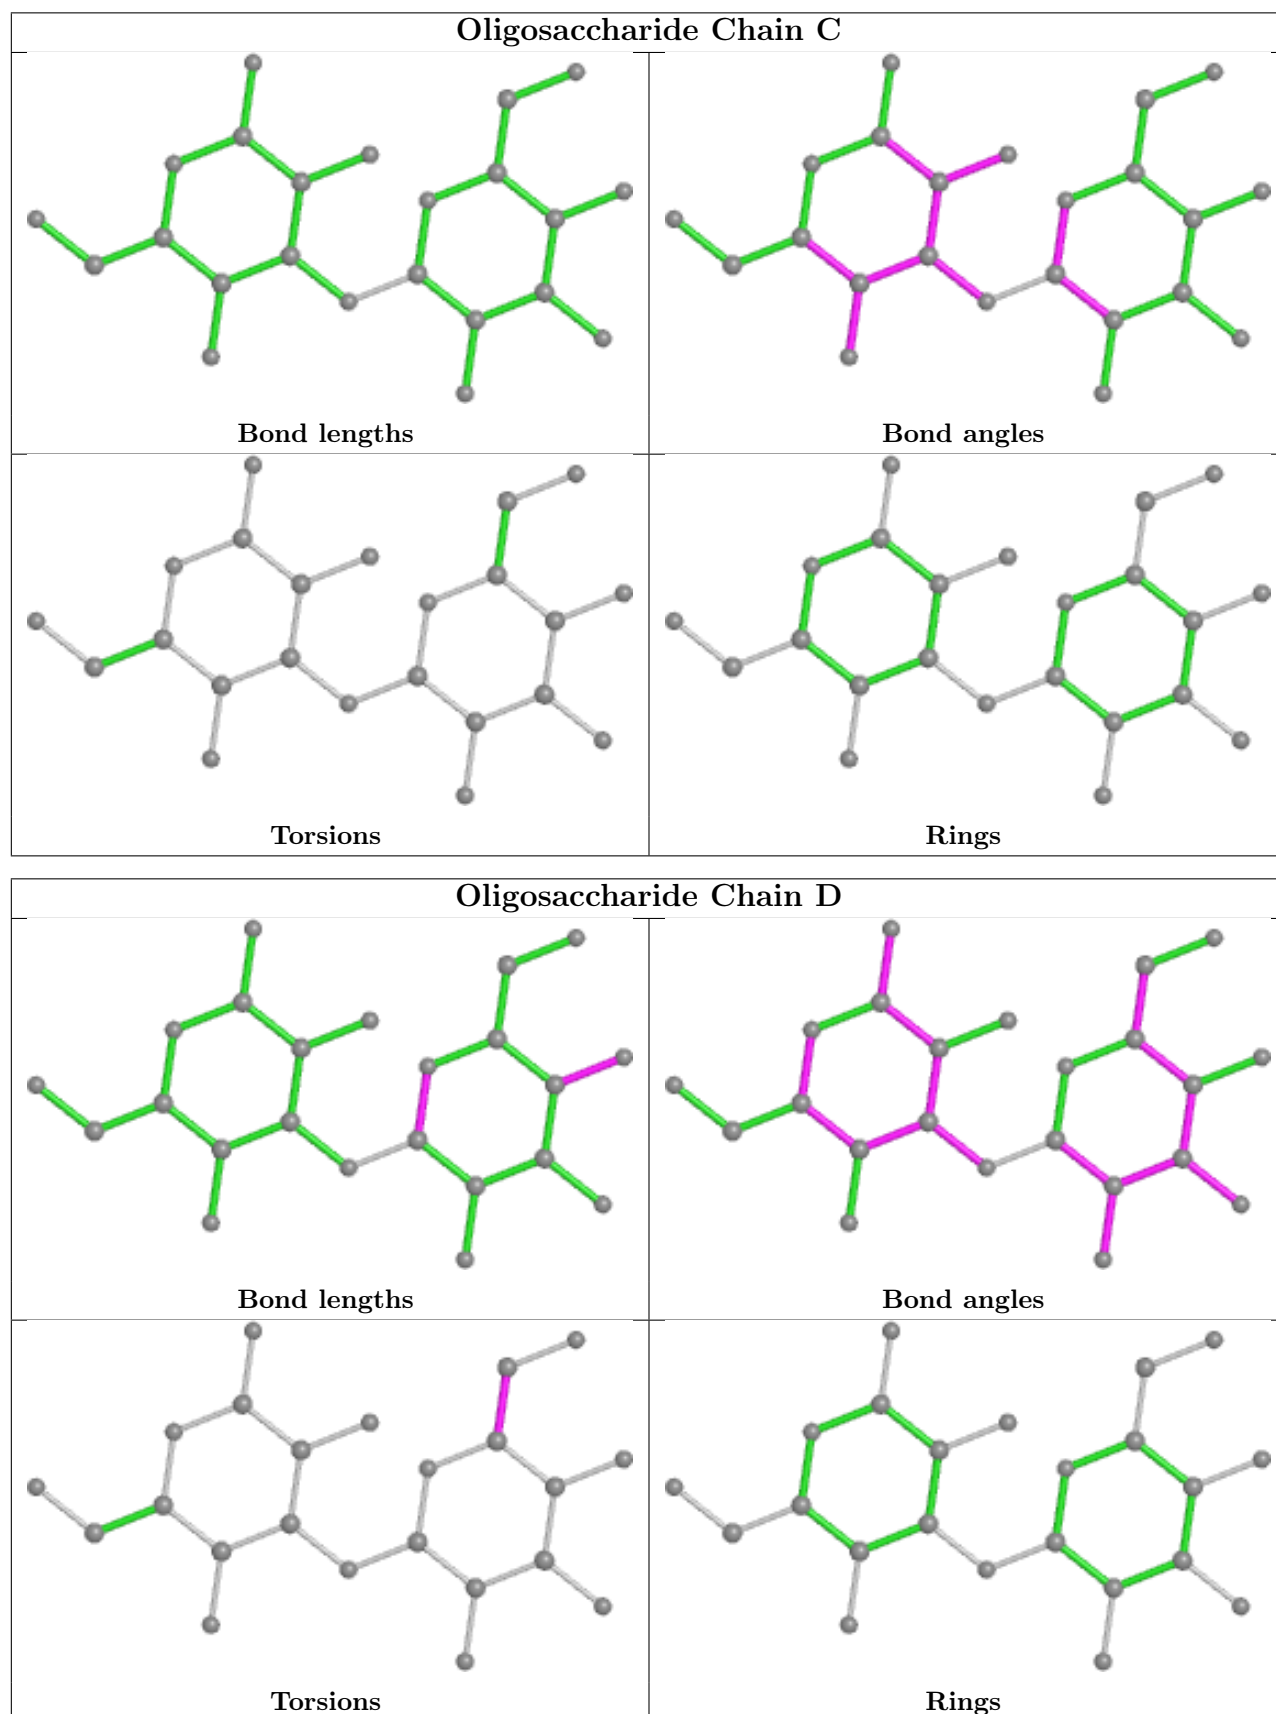 Oligosaccharide Chain C
Bond lengths
Bond angles
Torsions
Rings
Oligosaccharide Chain D
Bond lengths
Bond angles
Torsions
Rings